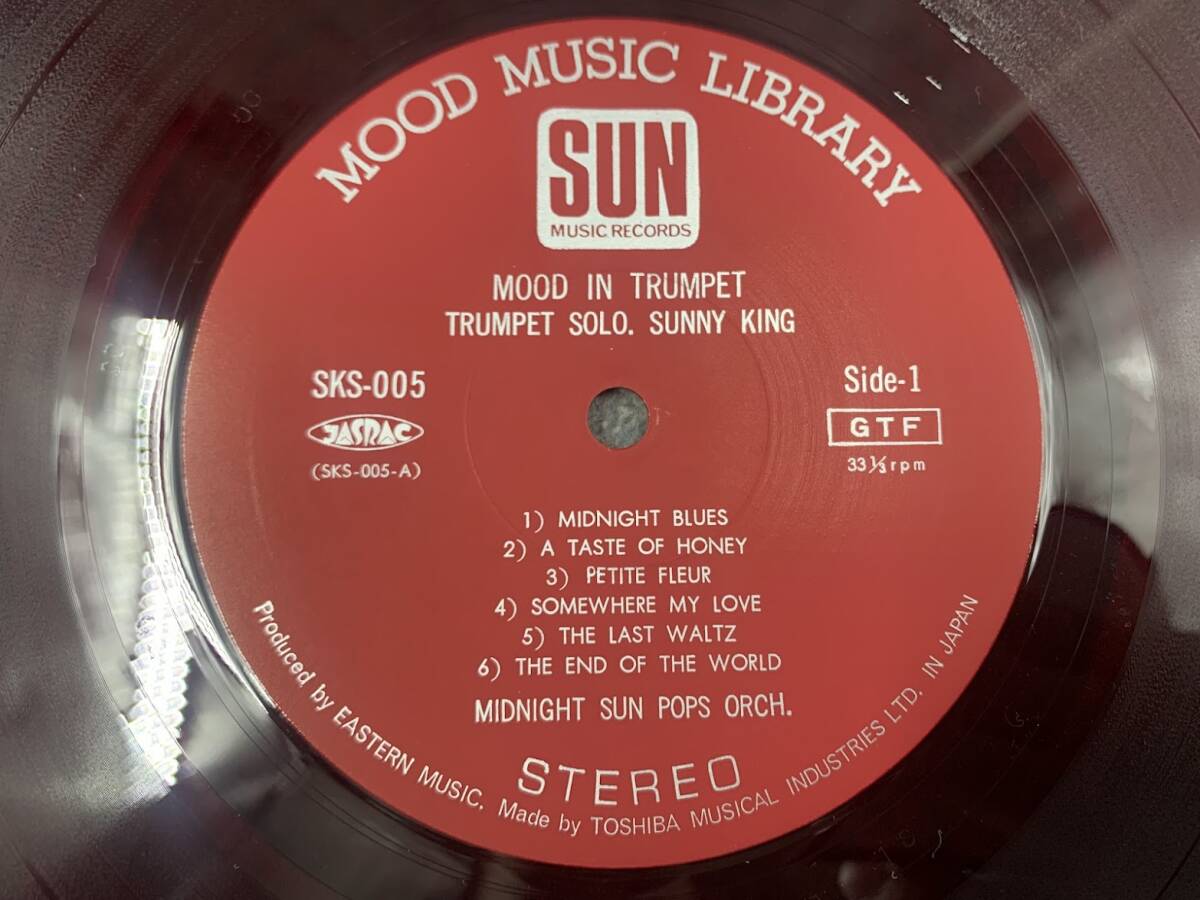 MOOD MUSIC LIBRARY
SUN
MUSIC RECORDS
MOOD IN TRUMPET
TRUMPET SOLO. SUNNY KING
SKS-005
Side-1
JASRAC
GTF
(SKS-005-A)
33⅓rpm
1) MIDNIGHT BLUES
2) A TASTE OF HONEY
3) PETITE FLEUR
4) SOMEWHERE MY LOVE
5) THE LAST WALTZ
6) THE END OF THE WORLD
MIDNIGHT SUN POPS ORCH.
STEREO
Produced by EASTERN MUSIC. Made by TOSHIBA MUSICAL INDUSTRIES LTD. IN JAPAN